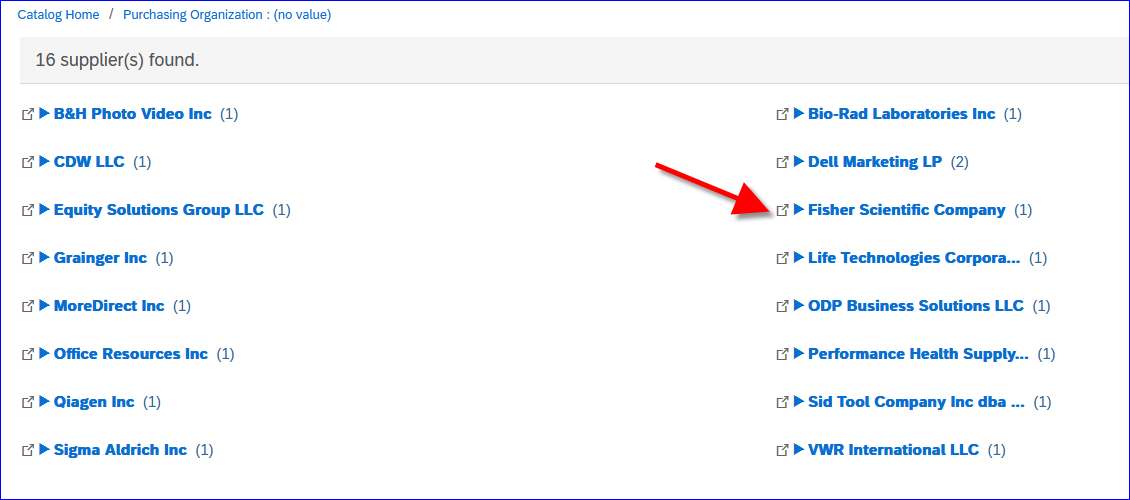 Catalog Home / Purchasing Organization : (no value)
16 supplier(s) found.
B&H Photo Video Inc (1)
Bio-Rad Laboratories Inc (1)
CDW LLC (1)
Dell Marketing LP (2)
Equity Solutions Group LLC (1)
Fisher Scientific Company (1)
Grainger Inc (1)
Life Technologies Corpora... (1)
MoreDirect Inc (1)
ODP Business Solutions LLC (1)
Office Resources Inc (1)
Performance Health Supply... (1)
Qiagen Inc (1)
Sid Tool Company Inc dba ... (1)
Sigma Aldrich Inc (1)
VWR International LLC (1)